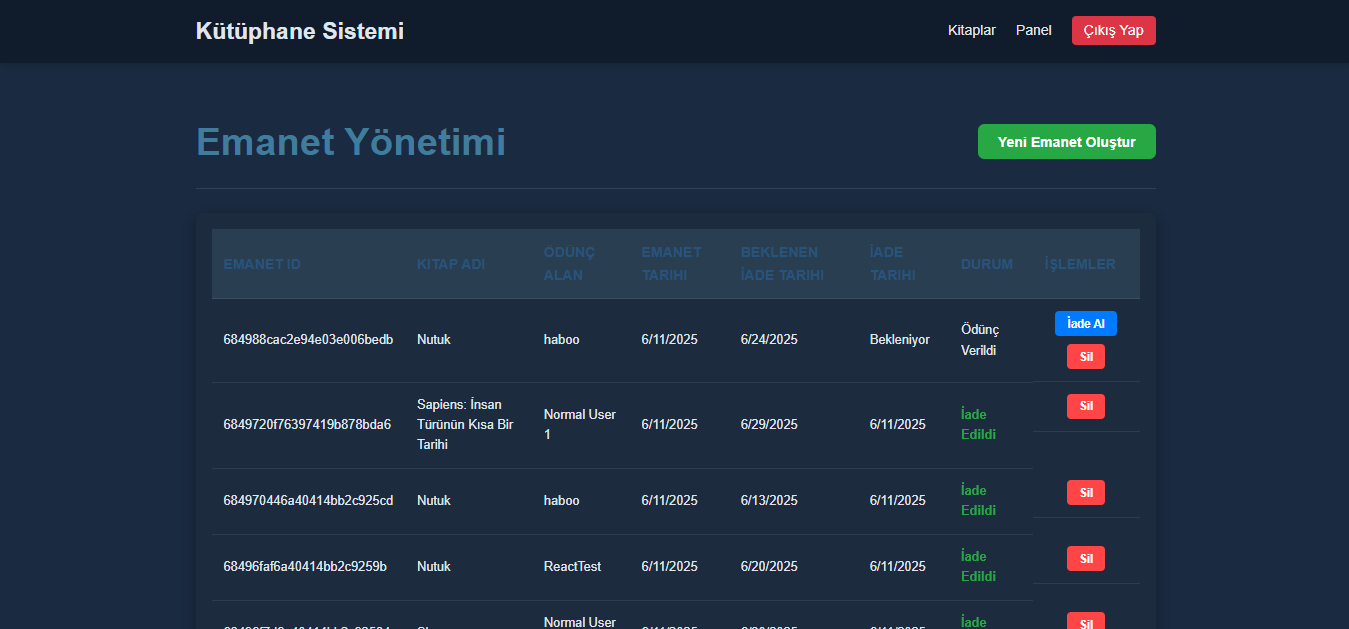 Kütüphane Sistemi
Kitaplar Panel Çıkış Yap
Emanet Yönetimi
Yeni Emanet Oluştur
EMANET ID KITAP ADI ÖDÜNÇ ALAN EMANET TARIHI BEKLENEN İADE TARIHI İADE TARIHI DURUM İŞLEMLER
684988cac2e94e03e006bedb Nutuk haboo 6/11/2025 6/24/2025 Bekleniyor Ödünç Verildi İade Al Sil
6849720f76397419b878bda6 Sapiens: İnsan Türünün Kısa Bir Tarihi Normal User 1 6/11/2025 6/29/2025 6/11/2025 İade Edildi Sil
684970446a40414bb2c925cd Nutuk haboo 6/11/2025 6/13/2025 6/11/2025 İade Edildi Sil
68496faf6a40414bb2c9259b Nutuk ReactTest 6/11/2025 6/20/2025 6/11/2025 İade Edildi Sil
Normal User İade Sil